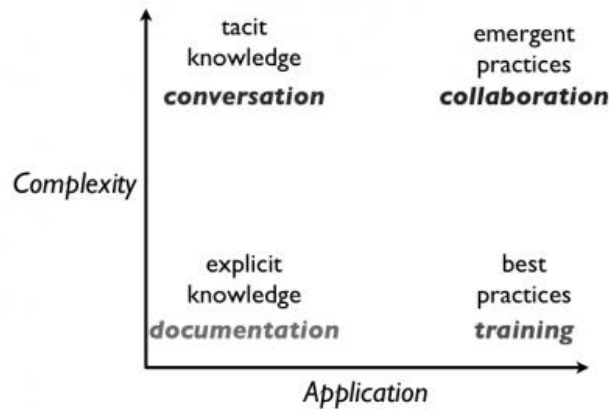 tacit
knowledge
conversation
emergent
practices
collaboration
Complexity
explicit
knowledge
documentation
best
practices
training
Application